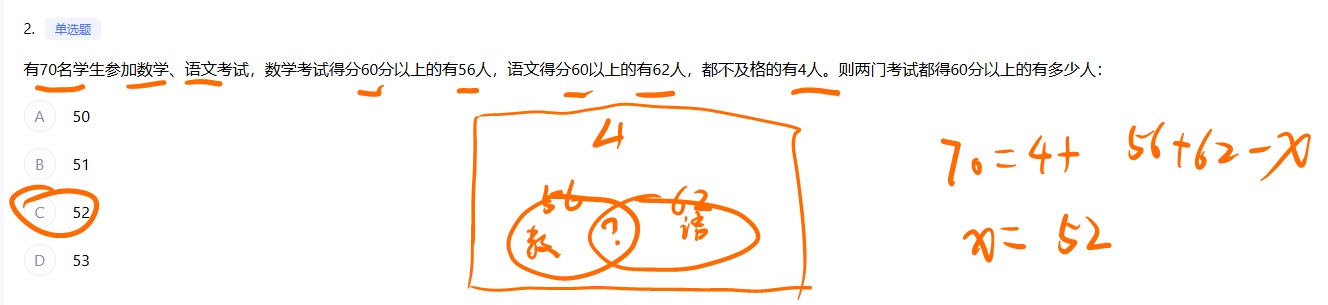 2. 单选题
有70名学生参加数学、语文考试，数学考试得分60分以上的有56人，语文得分60以上的有62人，都不及格的有4人。则两门考试都得60分以上的有多少人：
A 50
B 51
C 52
D 53
4
56 62
数 ? 语
70=4+ 56+62-x
x= 52